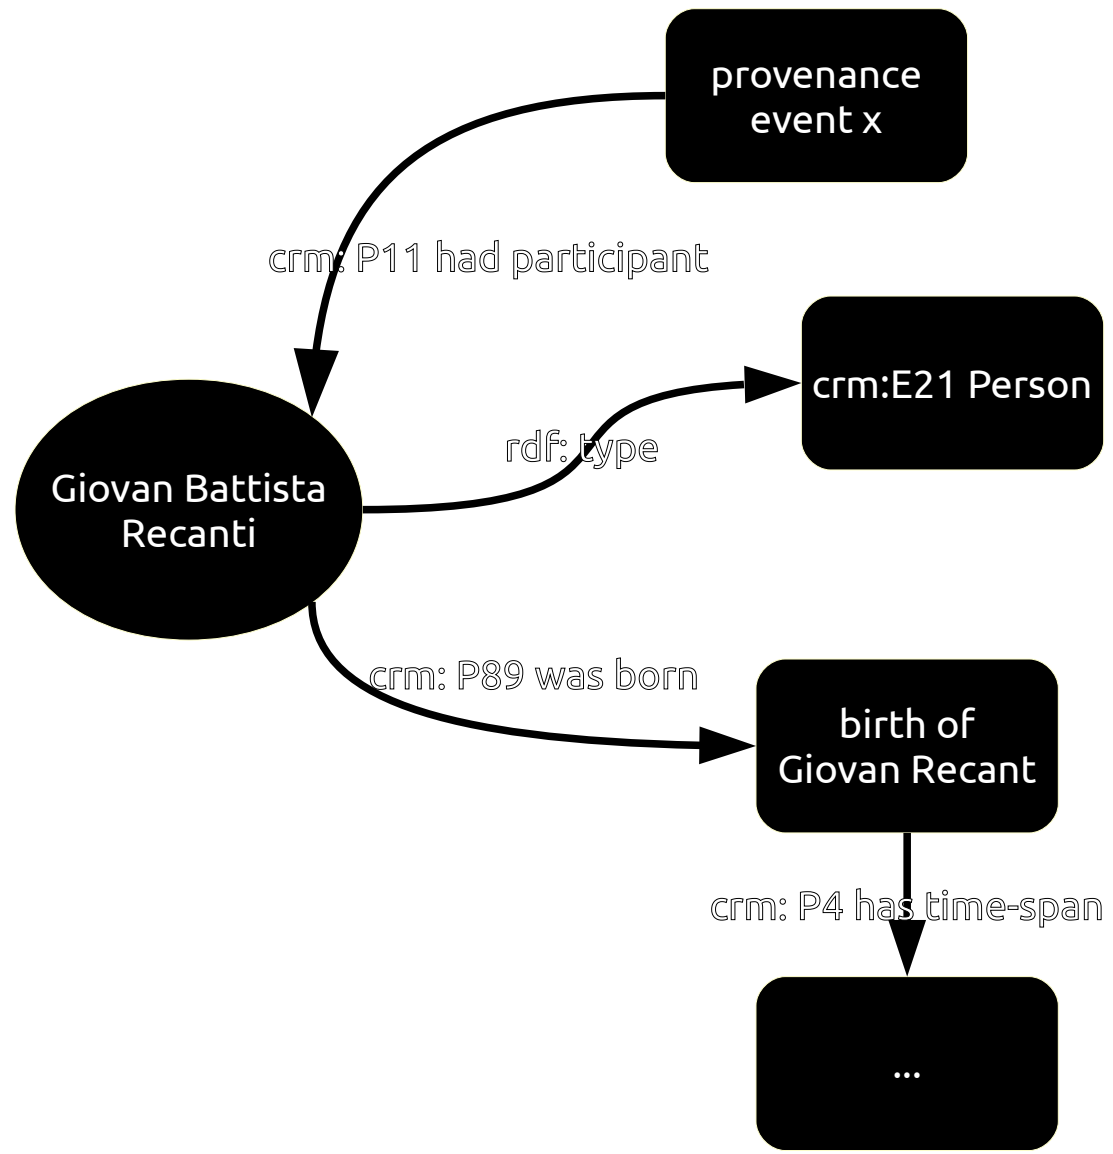 provenance
event x
crm: P11 had participant
crm:E21 Person
rdf: type
Giovan Battista
Recanti
crm: P89 was born
birth of
Giovan Recant
crm: P4 has time-span
...